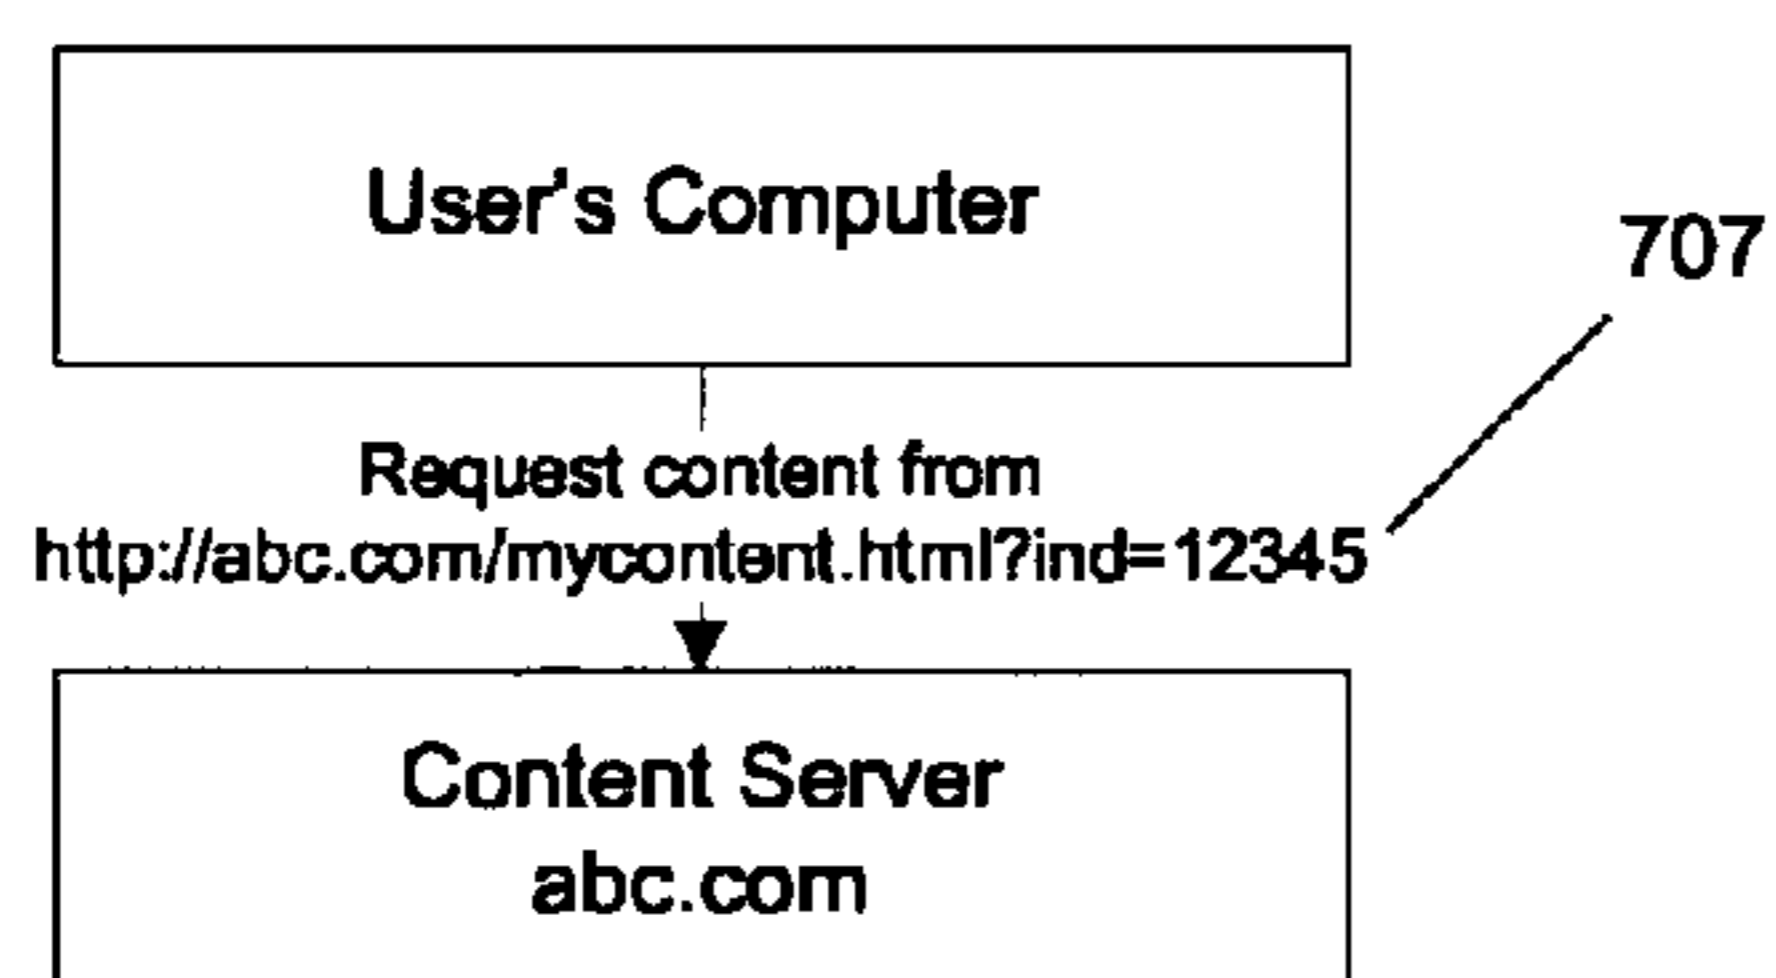 User's Computer
707
Request content from
http://abc.com/mycontent.html?ind=12345
Content Server
abc.com